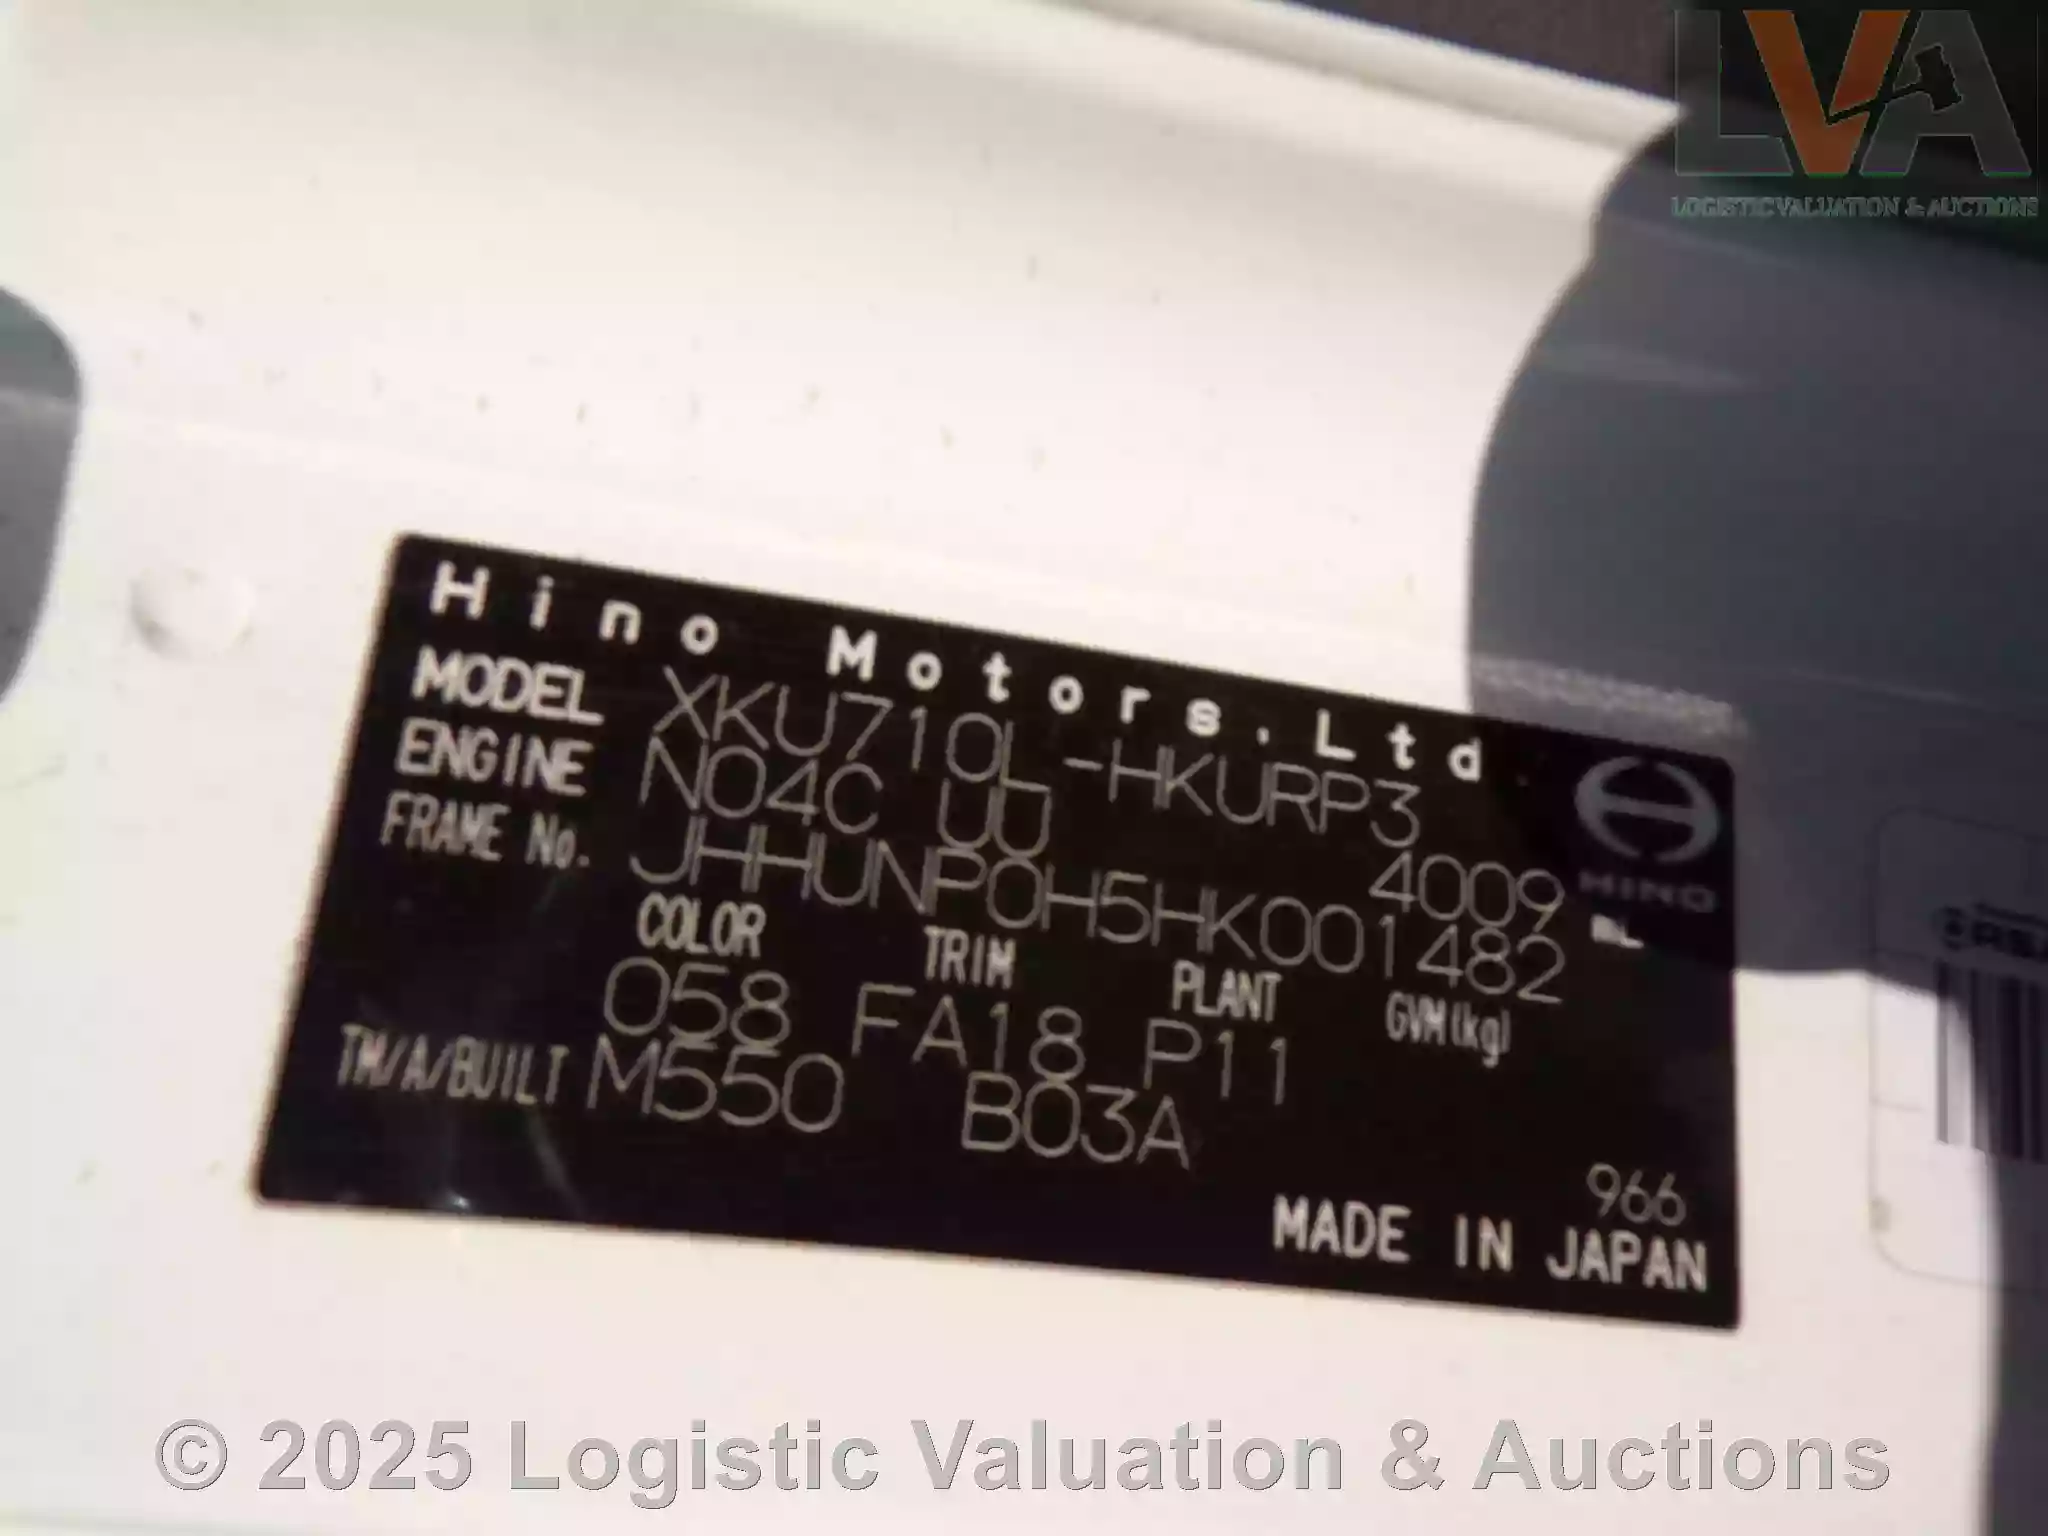 LVA
LOGISTIC VALUATION & AUCTIONS
Hino Motors.Ltd
MODEL XKU710L-HKURP3
ENGINE N04C UU 4009 mL
HINO
FRAME No. JHHUNP0H5HK001482
COLOR TRIM PLANT GVM(kg)
058 FA18 P11
TM/A/BUILT M550 B03A
966
MADE IN JAPAN
© 2025 Logistic Valuation & Auctions